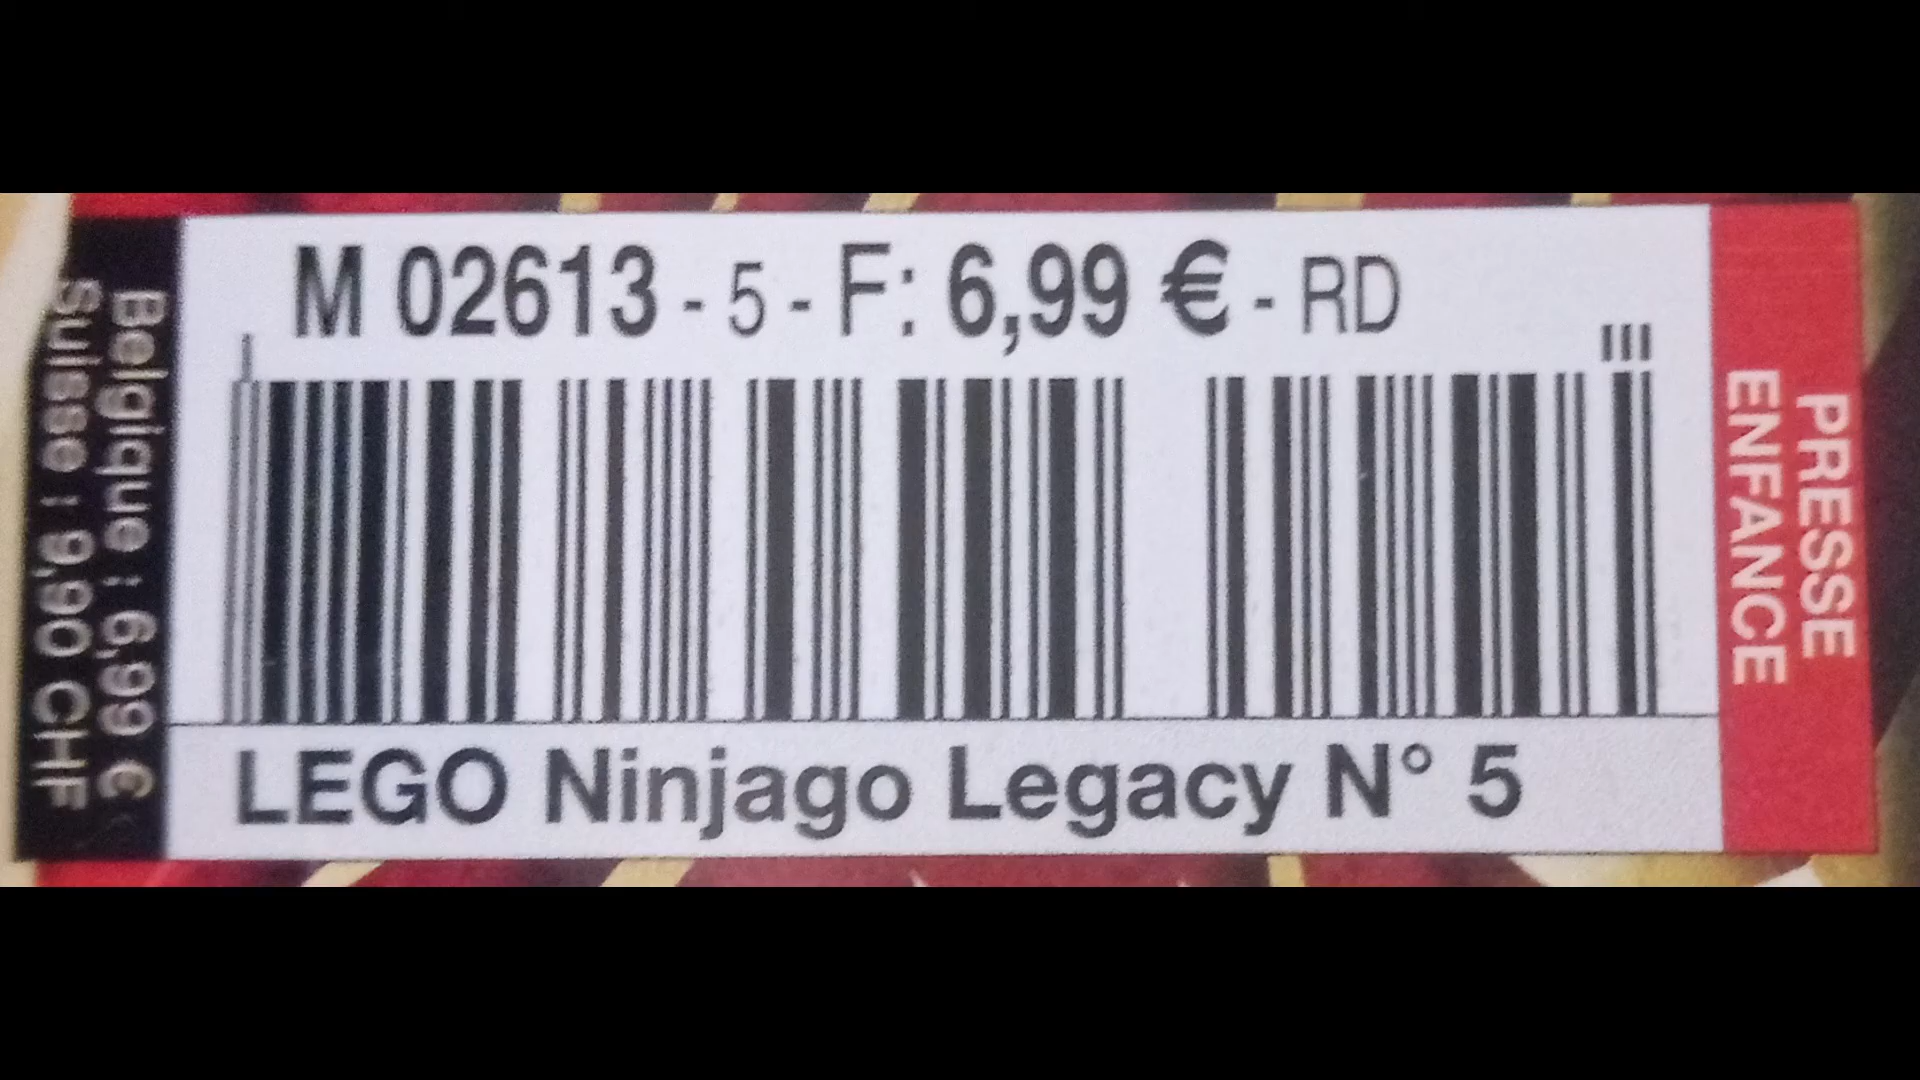 M 02613 - 5 - F: 6,99 € - RD
LEGO Ninjago Legacy N° 5
Belgique : 6,99 €
Suisse : 9,90 CHF
PRESSE
ENFANCE